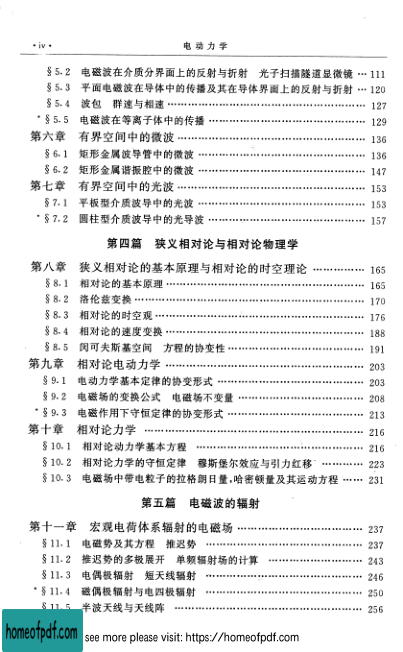 ·iv· 电动力学
§5.2 电磁波在介质分界面上的反射与折射 光子扫描隧道显微镜 … 111
§5.3 平面电磁波在导体中的传播及其在导体界面上的反射与折射 … 120
§5.4 波包 群速与相速 … 127
*§5.5 电磁波在等离子体中的传播 … 129
第六章 有界空间中的微波 … 136
§6.1 矩形金属波导管中的微波 … 136
§6.2 矩形金属谐振腔中的微波 … 147
第七章 有界空间中的光波 … 153
§7.1 平板型介质波导中的光波 … 153
*§7.2 圆柱型介质波导中的光导波 … 157
第四篇 狭义相对论与相对论物理学
第八章 狭义相对论的基本原理与相对论的时空理论 … 165
§8.1 相对论的基本原理 … 165
§8.2 洛伦兹变换 … 170
§8.3 相对论的时空观 … 176
§8.4 相对论的速度变换 … 188
§8.5 闵可夫斯基空间 方程的协变性 … 191
第九章 相对论电动力学 … 203
§9.1 电动力学基本定律的协变形式 … 203
§9.2 电磁场的变换公式 电磁场不变量 … 208
*§9.3 电磁作用下守恒定律的协变形式 … 213
第十章 相对论力学 … 216
§10.1 相对论动力学基本方程 … 216
§10.2 相对论力学的守恒定律 穆斯堡尔效应与引力红移 … 223
§10.3 电磁场中带电粒子的拉格朗日量,哈密顿量及其运动方程 … 231
第五篇 电磁波的辐射
第十一章 宏观电荷体系辐射的电磁场 … 237
§11.1 电磁势及其方程 推迟势 … 237
§11.2 推迟势的多极展开 单频辐射场的计算 … 243
§11.3 电偶极辐射 短天线辐射 … 246
*§11.4 磁偶极辐射与电四极辐射 … 250
§11.5 半波天线与天线阵 … 256
homeofpdf.com see more please visit: https://homeofpdf.com